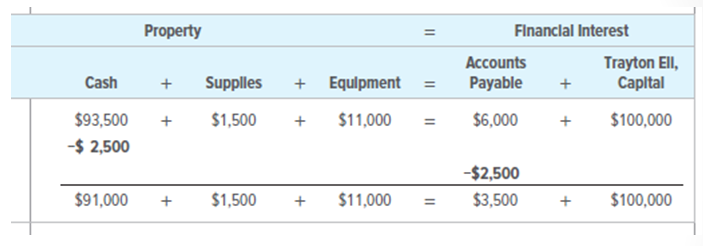 Property = Financial Interest
Accounts Trayton Ell,
Cash + Supplies + Equipment = Payable + Capital
$93,500 + $1,500 + $11,000 = $6,000 + $100,000
-$ 2,500
-$2,500
$91,000 + $1,500 + $11,000 = $3,500 + $100,000